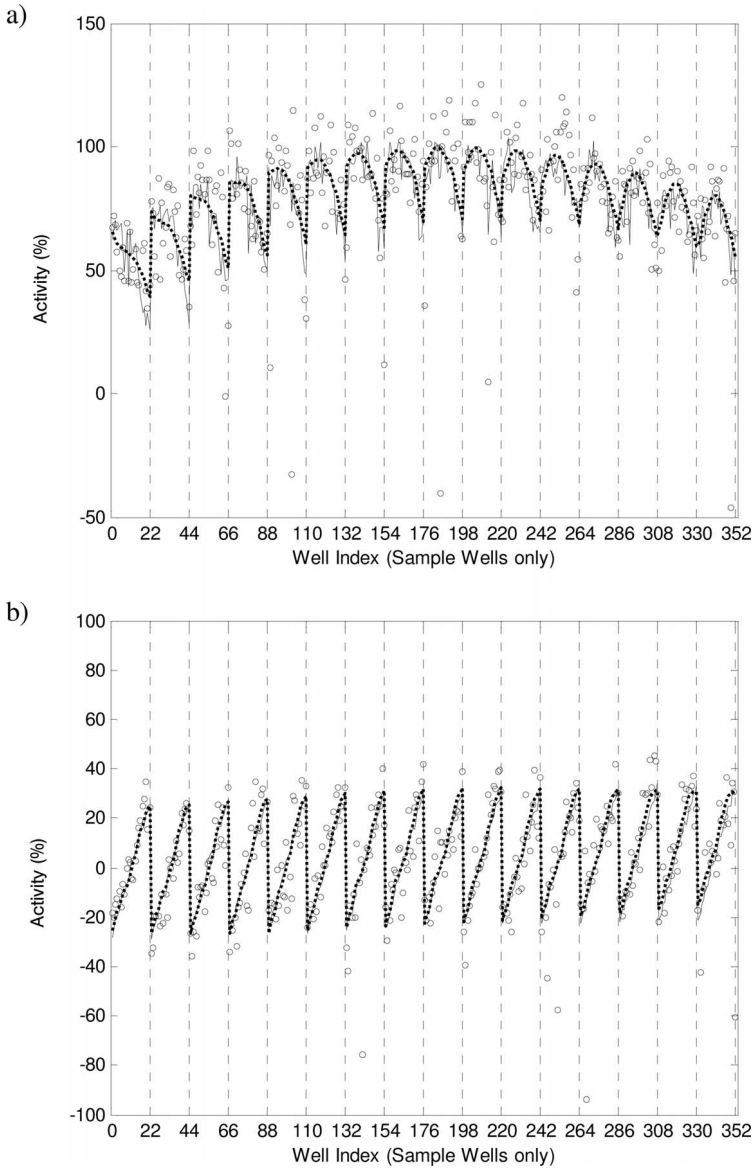 a)
150
100
50
0
-50
Activity (%)
0 22 44 66 88 110 132 154 176 198 220 242 264 286 308 330 352
Well Index (Sample Wells only)
b)
100
80
60
40
20
0
-20
-40
-60
-80
-100
Activity (%)
0 22 44 66 88 110 132 154 176 198 220 242 264 286 308 330 352
Well Index (Sample Wells only)